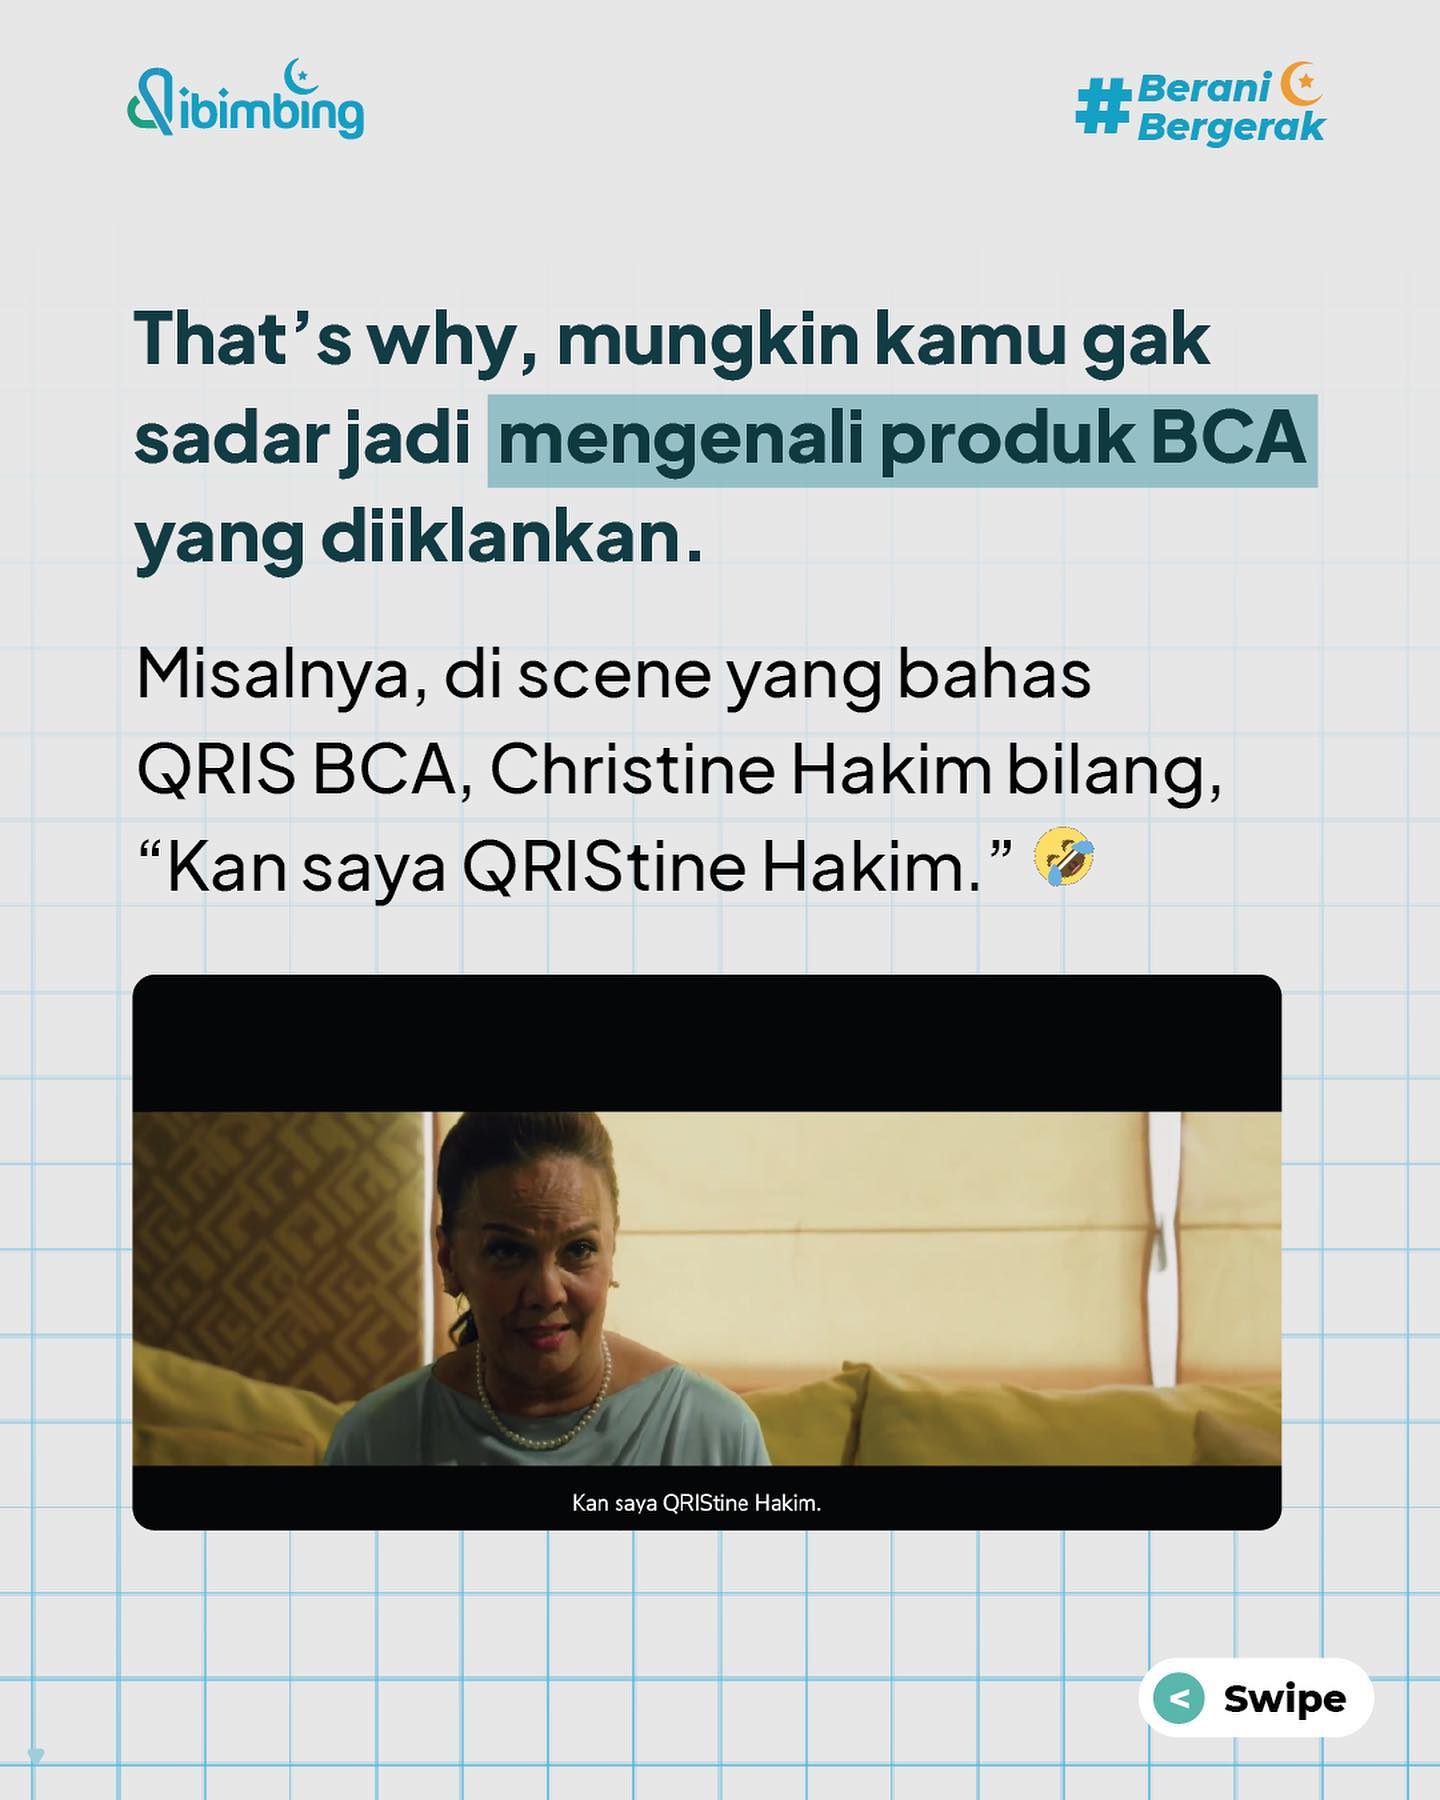 dibimbing
#Berani
Bergerak
That’s why, mungkin kamu gak
sadar jadi mengenali produk BCA
yang diiklankan.
Misalnya, di scene yang bahas
QRIS BCA, Christine Hakim bilang,
“Kan saya QRIStine Hakim.” 🤣
Kan saya QRIStine Hakim.
< Swipe